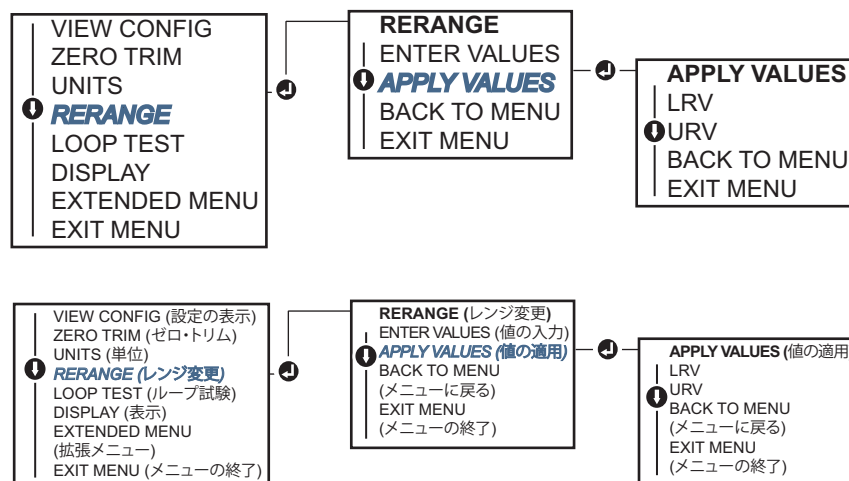 VIEW CONFIG
ZERO TRIM
UNITS
RERANGE
LOOP TEST
DISPLAY
EXTENDED MENU
EXIT MENU
RERANGE
ENTER VALUES
APPLY VALUES
BACK TO MENU
EXIT MENU
APPLY VALUES
LRV
URV
BACK TO MENU
EXIT MENU
VIEW CONFIG (設定の表示)
ZERO TRIM (ゼロ・トリム)
UNITS (単位)
RERANGE (レンジ変更)
LOOP TEST (ループ試験)
DISPLAY (表示)
EXTENDED MENU
(拡張メニュー)
EXIT MENU (メニューの終了)
RERANGE (レンジ変更)
ENTER VALUES (値の入力)
APPLY VALUES (値の適用)
BACK TO MENU
(メニューに戻る)
EXIT MENU
(メニューの終了)
APPLY VALUES (値の適用
LRV
URV
BACK TO MENU
(メニューに戻る)
EXIT MENU
(メニューの終了)